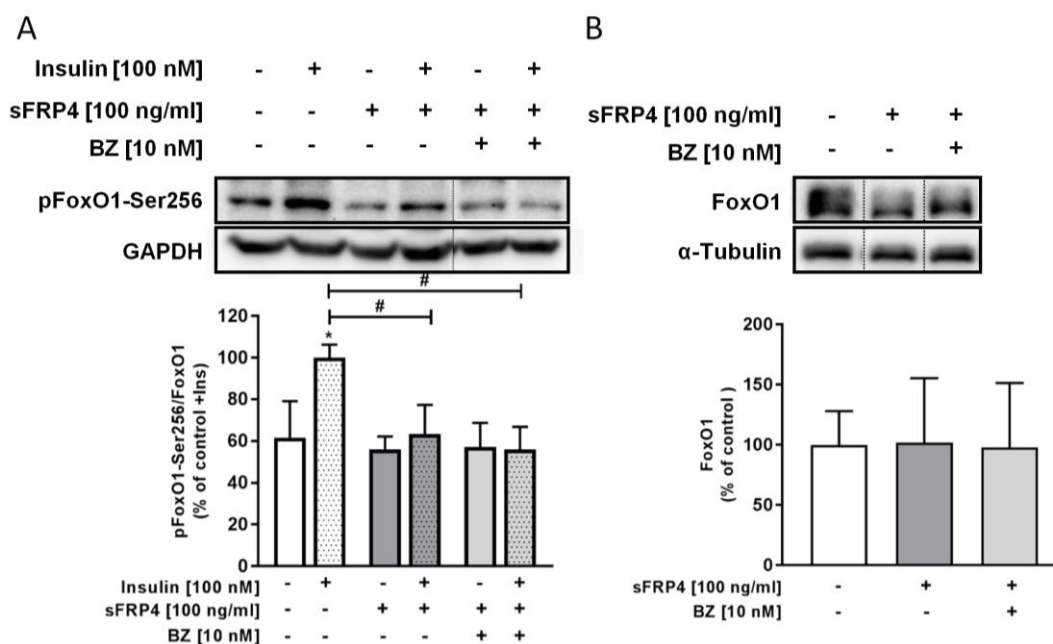 A
Insulin [100 nM] - + - + - +
sFRP4 [100 ng/ml] - - + + + +
BZ [10 nM] - - - - + +
pFoxO1-Ser256
GAPDH
#
#
*
120
100
80
60
40
20
0
pFoxO1-Ser256/FoxO1
(% of control +Ins)
Insulin [100 nM] - + - + - +
sFRP4 [100 ng/ml] - - + + + +
BZ [10 nM] - - - - + +
B
sFRP4 [100 ng/ml] - + +
BZ [10 nM] - - +
FoxO1
α-Tubulin
200
150
100
50
0
FoxO1
(% of control )
sFRP4 [100 ng/ml] - + +
BZ [10 nM] - - +